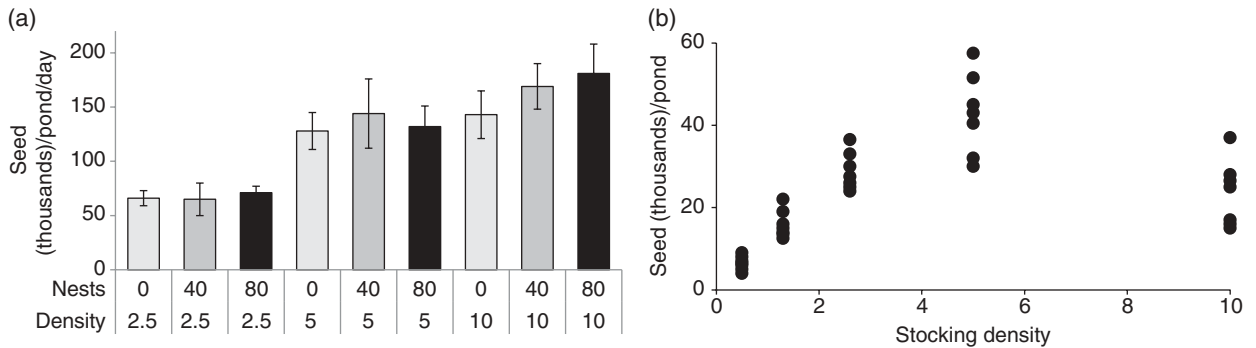 (a)
Seed
(thousands)/pond/day
200
150
100
50
0
Nests 0 40 80 0 40 80 0 40 80
Density 2.5 2.5 2.5 5 5 5 10 10 10
(b)
Seed (thousands)/pond
60
40
20
0
0 2 4 6 8 10
Stocking density